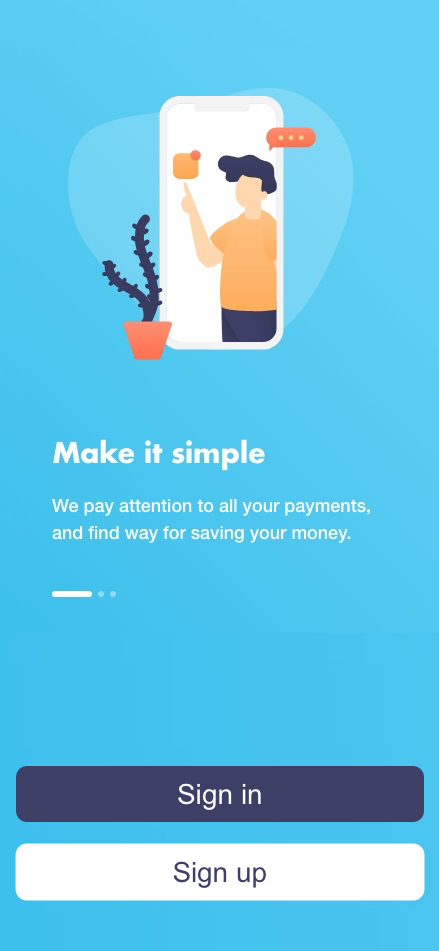 Make it simple
We pay attention to all your payments,
and find way for saving your money.
Sign in
Sign up